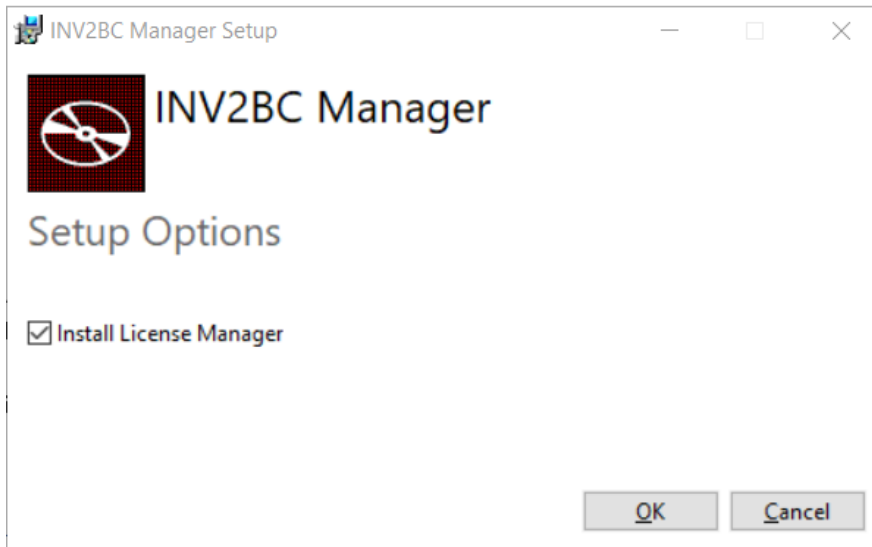 INV2BC Manager Setup
INV2BC Manager
Setup Options
Install License Manager
OK Cancel